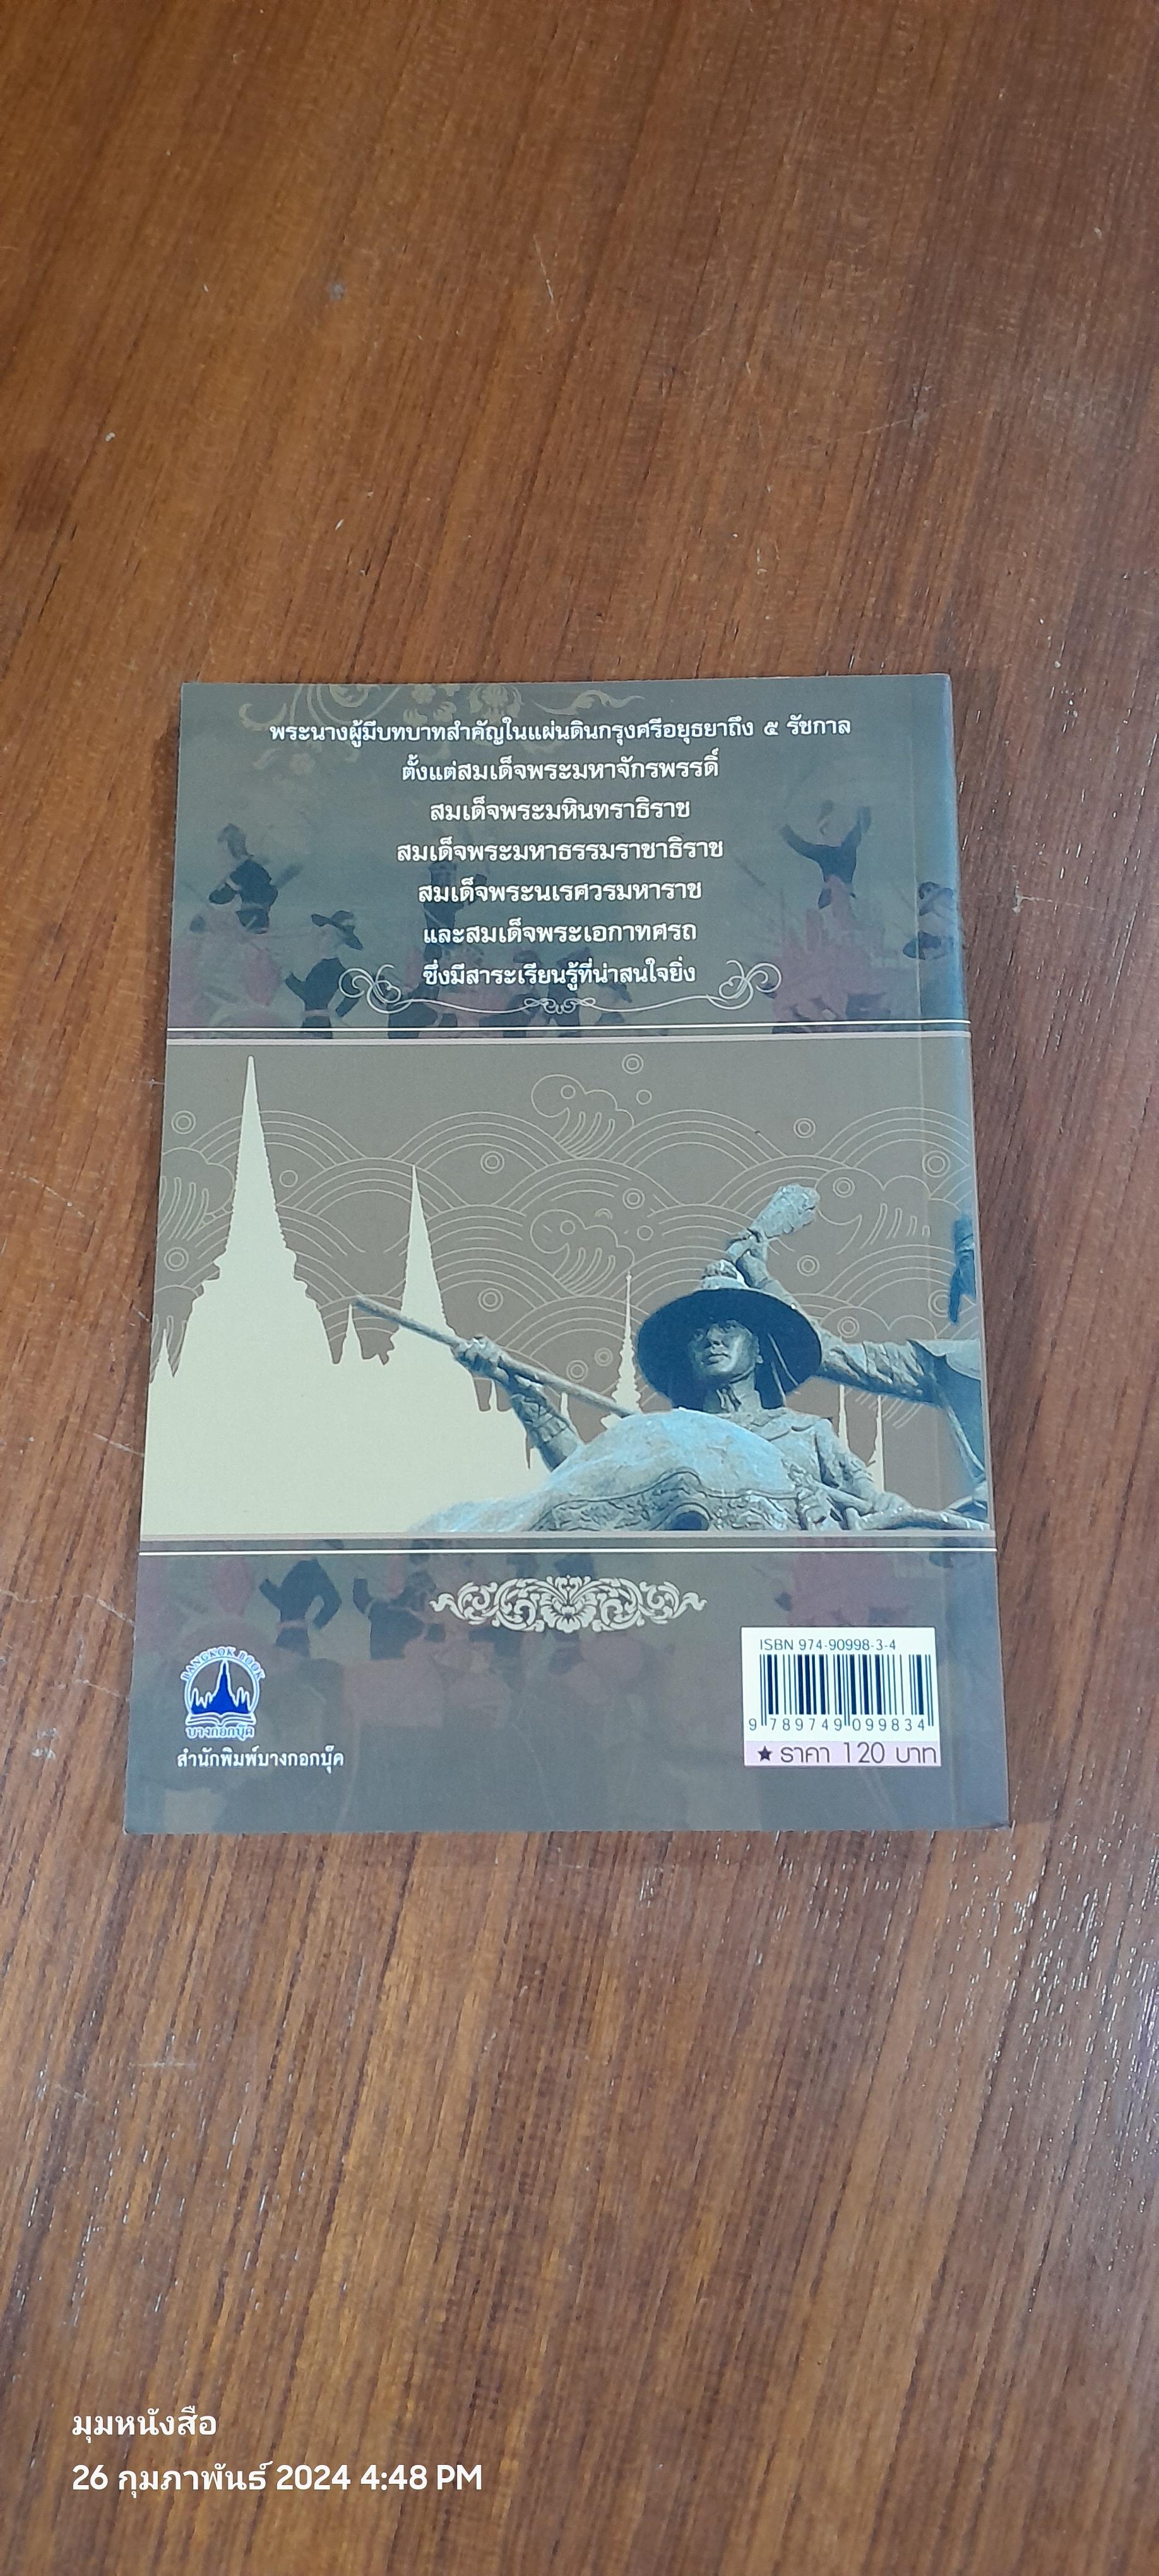 พระนางผู้มีบทบาทสำคัญในแผ่นดินกรุงศรีอยุธยาถึง ๕ รัชกาล
ตั้งแต่สมเด็จพระมหาจักรพรรดิ์
สมเด็จพระมหินทราธิราช
สมเด็จพระมหาธรรมราชาธิราช
สมเด็จพระนเรศวรมหาราช
และสมเด็จพระเอกาทศรถ
ซึ่งมีสาระเรียนรู้ที่น่าสนใจยิ่ง
BANGKOK BOOK
บางกอกบุ๊ค
สำนักพิมพ์บางกอกบุ๊ค
ISBN 974-90998-3-4
9 789749 099834
★ ราคา 120 บาท
มุมหนังสือ
26 กุมภาพันธ์ 2024 4:48 PM